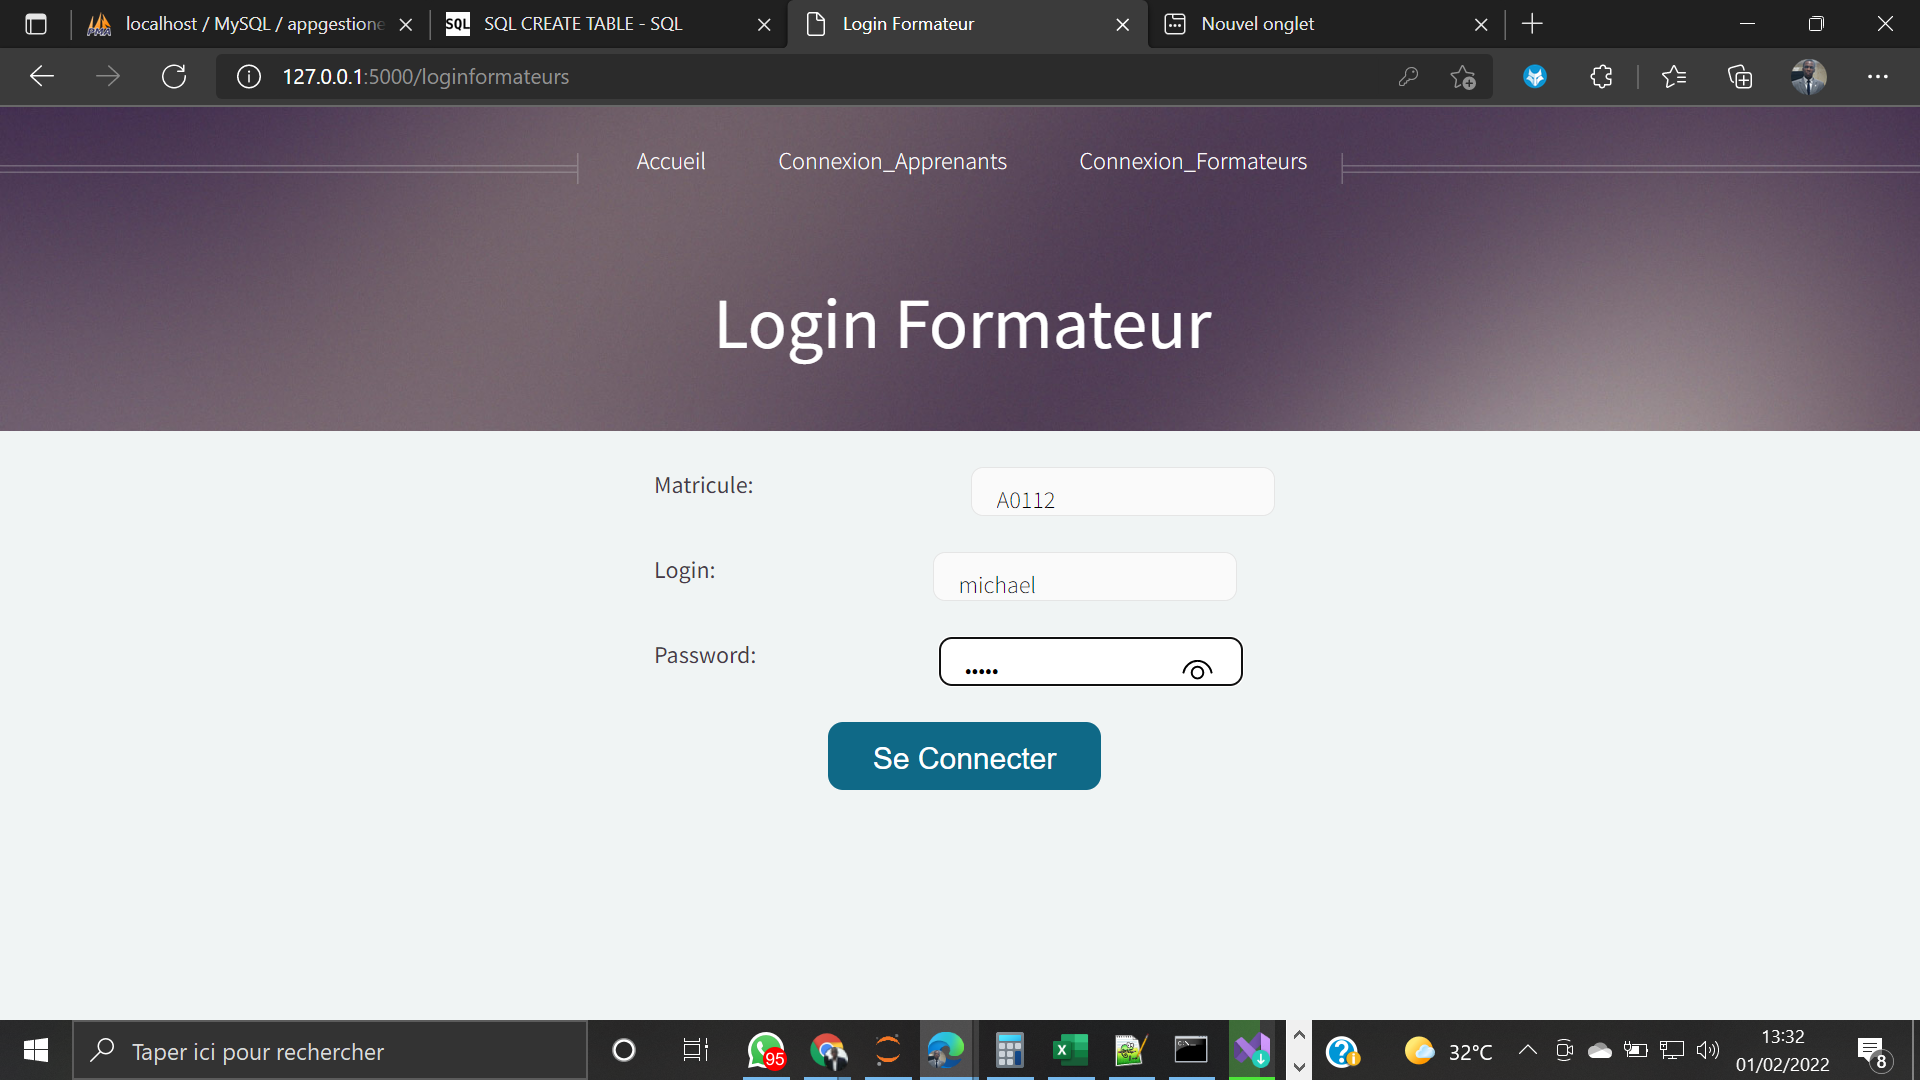 localhost / MySQL / appgestione
SQL CREATE TABLE - SQL
Login Formateur
Nouvel onglet
127.0.0.1:5000/loginformateurs
Accueil
Connexion_Apprenants
Connexion_Formateurs
Login Formateur
Matricule:
A0112
Login:
michael
Password:
•••••
Se Connecter
Taper ici pour rechercher
95
32°C
13:32
01/02/2022
8